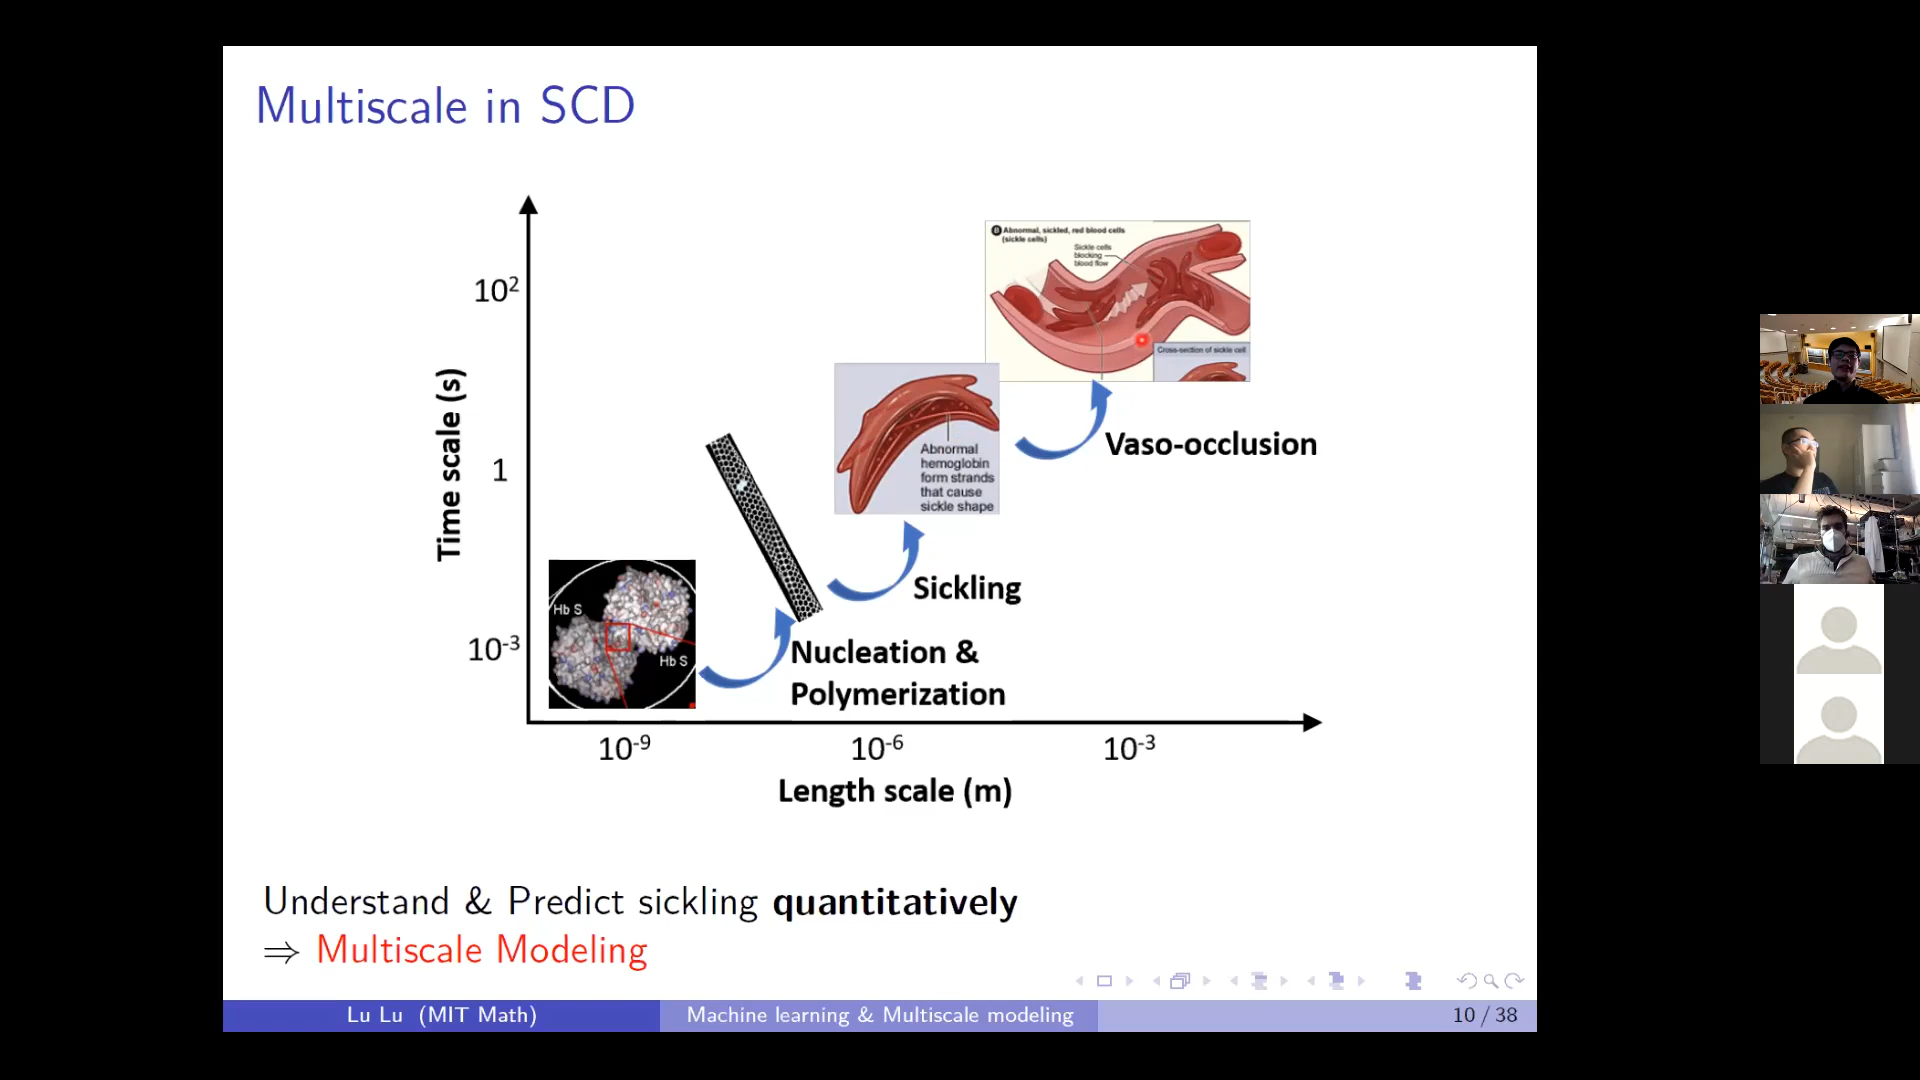 Multiscale in SCD
B Abnormal, sickled, red blood cells
(sickle cells)
Sickle cells
blocking
blood flow
Cross-section of sickle cell
10²
Time scale (s)
1
10⁻³
Abnormal
hemoglobin
form strands
that cause
sickle shape
Vaso-occlusion
Sickling
Hb S
Hb S
Nucleation &
Polymerization
10⁻⁹ 10⁻⁶ 10⁻³
Length scale (m)
Understand & Predict sickling quantitatively
⇒ Multiscale Modeling
Lu Lu (MIT Math) Machine learning & Multiscale modeling 10 / 38